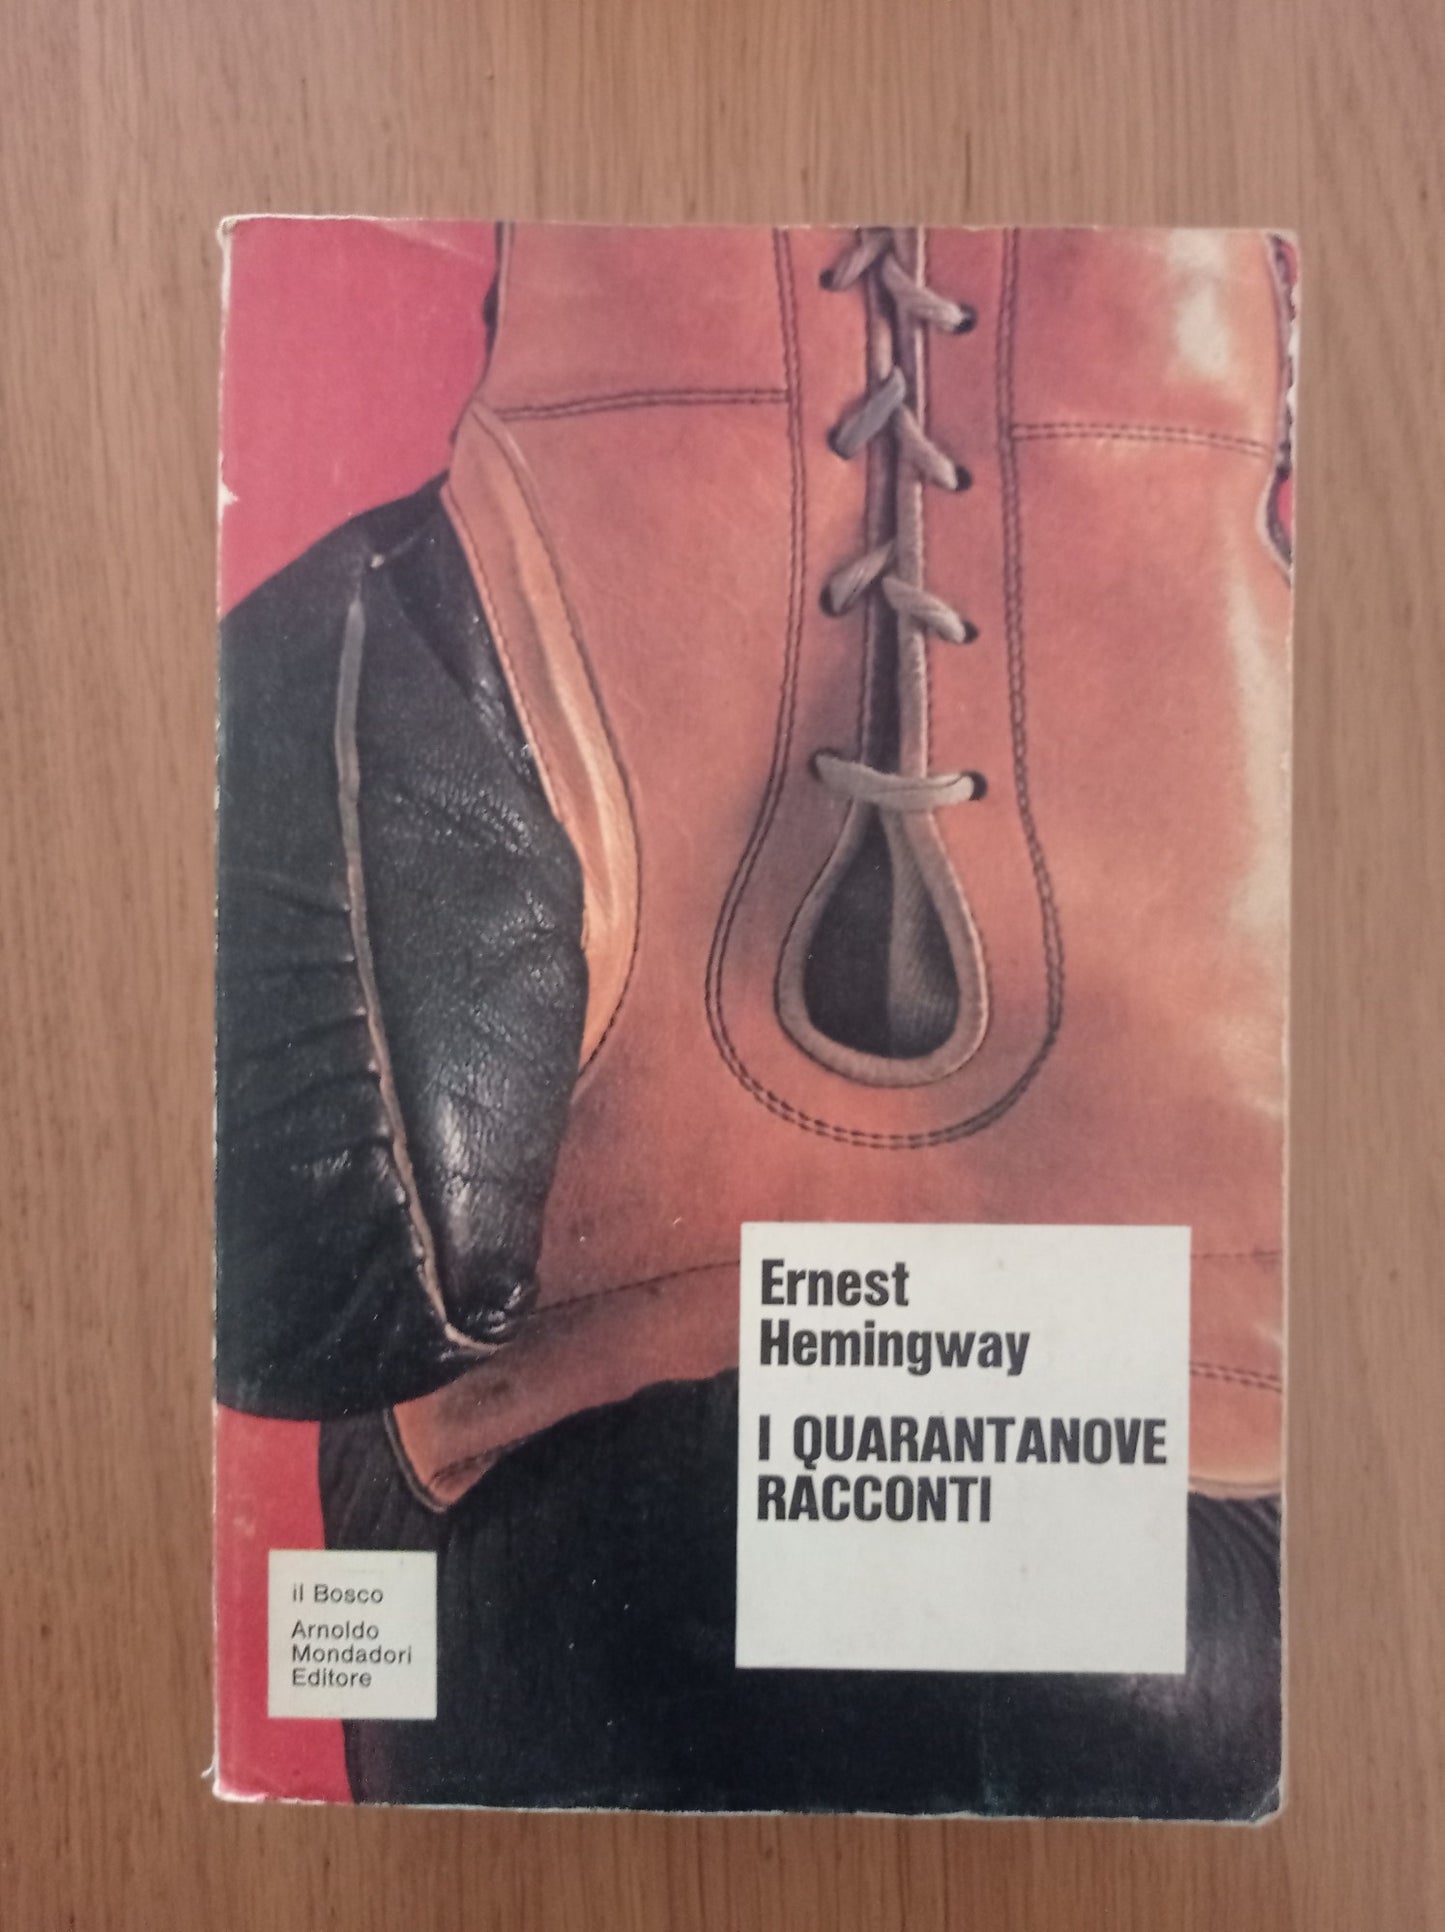 Ernest
Hemingway
I QUARANTANOVE
RACCONTI
il Bosco
Arnoldo
Mondadori
Editore